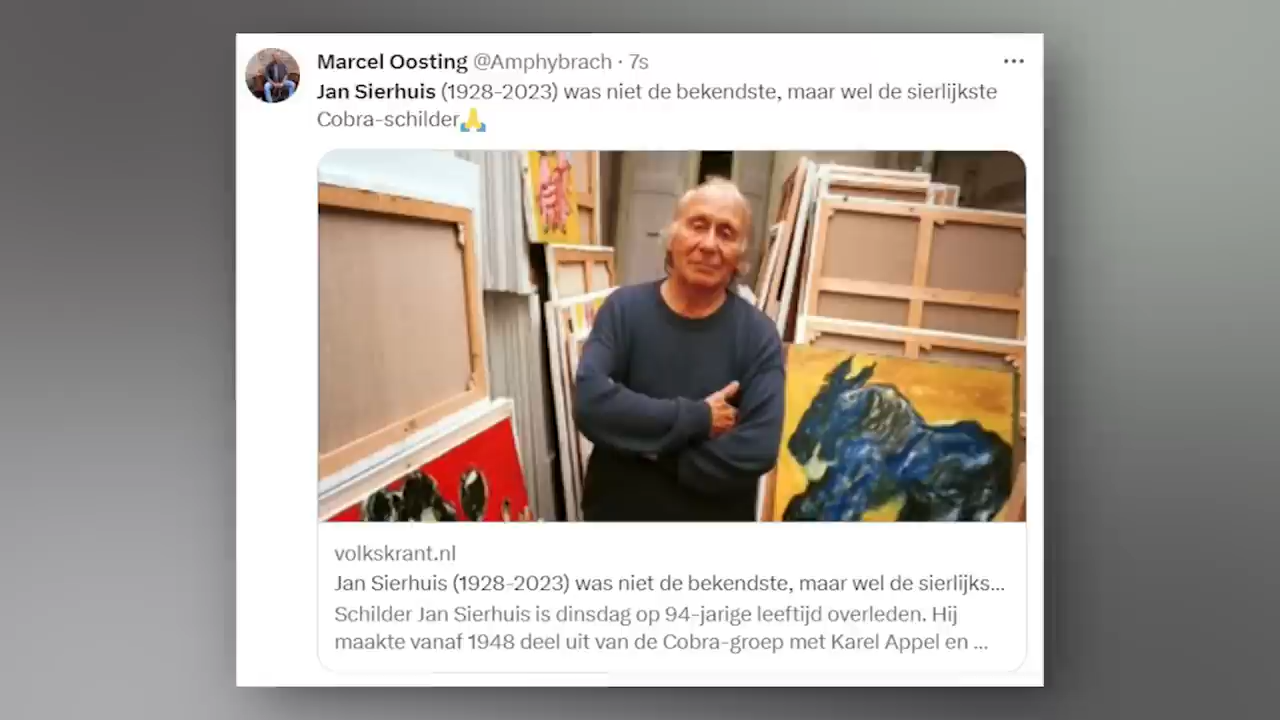 Marcel Oosting @Amphybrach · 7s
Jan Sierhuis (1928-2023) was niet de bekendste, maar wel de sierlijkste
Cobra-schilder🙏
volkskrant.nl
Jan Sierhuis (1928-2023) was niet de bekendste, maar wel de sierlijks...
Schilder Jan Sierhuis is dinsdag op 94-jarige leeftijd overleden. Hij
maakte vanaf 1948 deel uit van de Cobra-groep met Karel Appel en ...